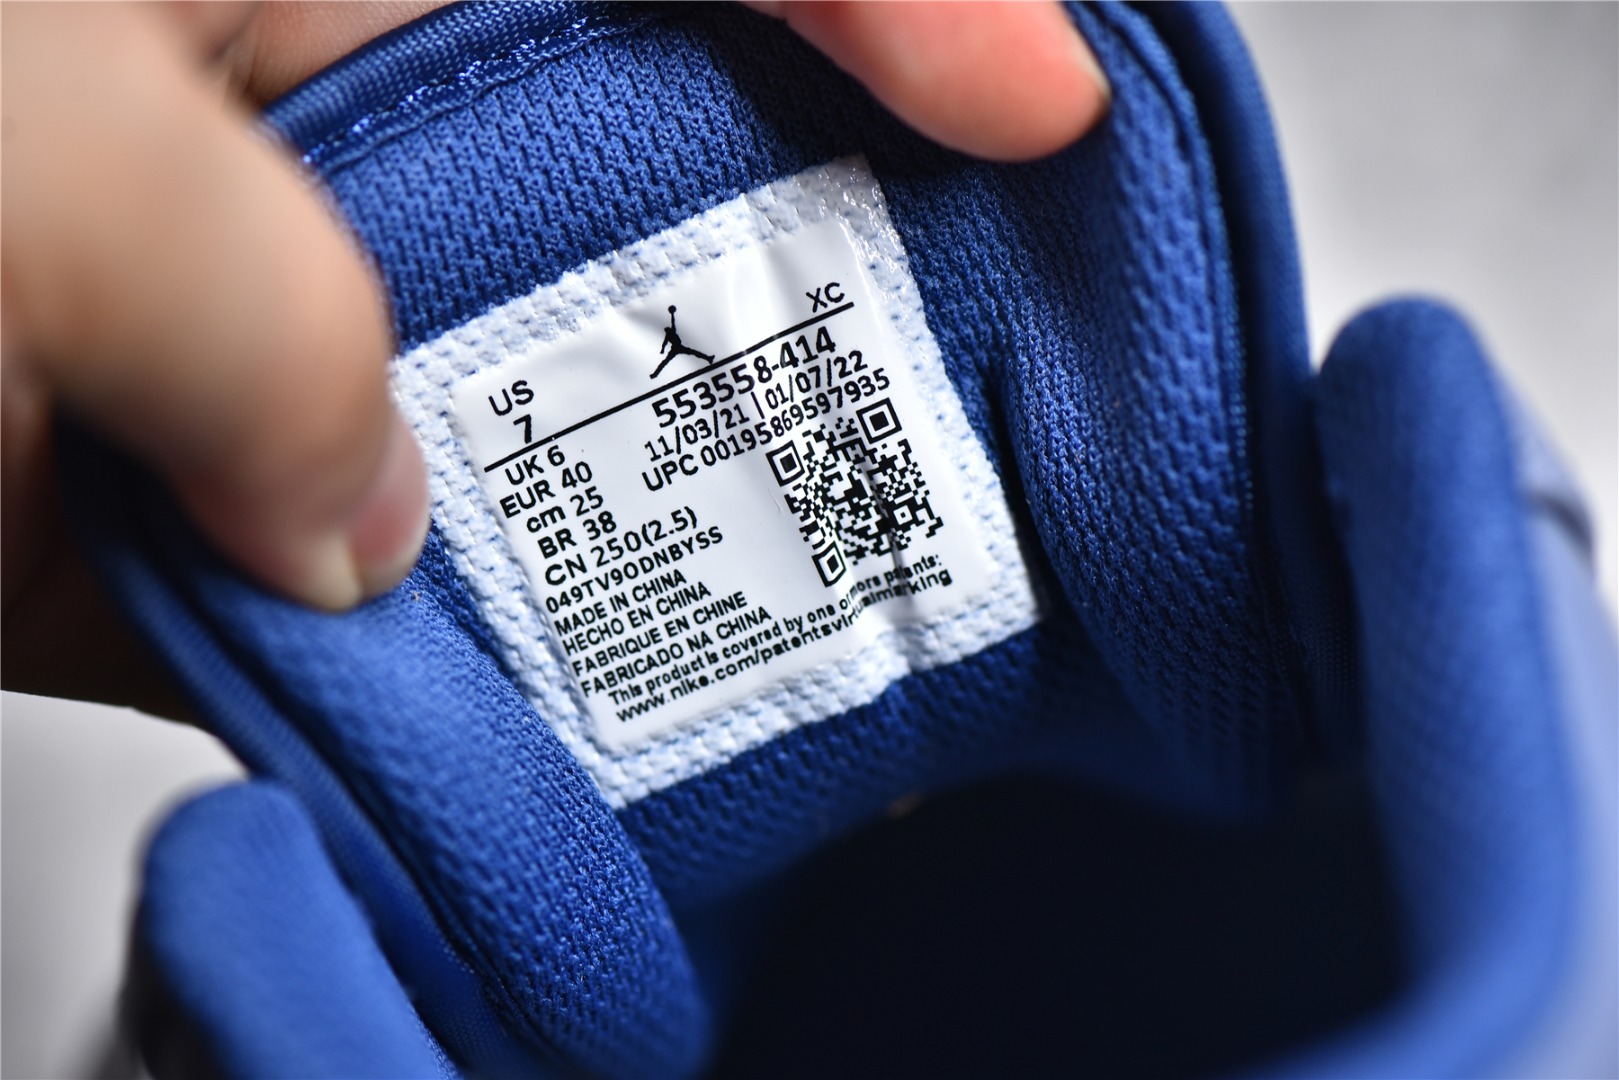 XC
US
7
553558-414
11/03/21 | 01/07/22
UPC 00195869597935
UK 6
EUR 40
cm 25
BR 38
CN 250(2.5)
049TV9ODNBYSS
MADE IN CHINA
HECHO EN CHINA
FABRIQUE EN CHINE
FABRICADO NA CHINA
This product is covered by one or more patents:
www.nike.com/patentsvirtualmarking